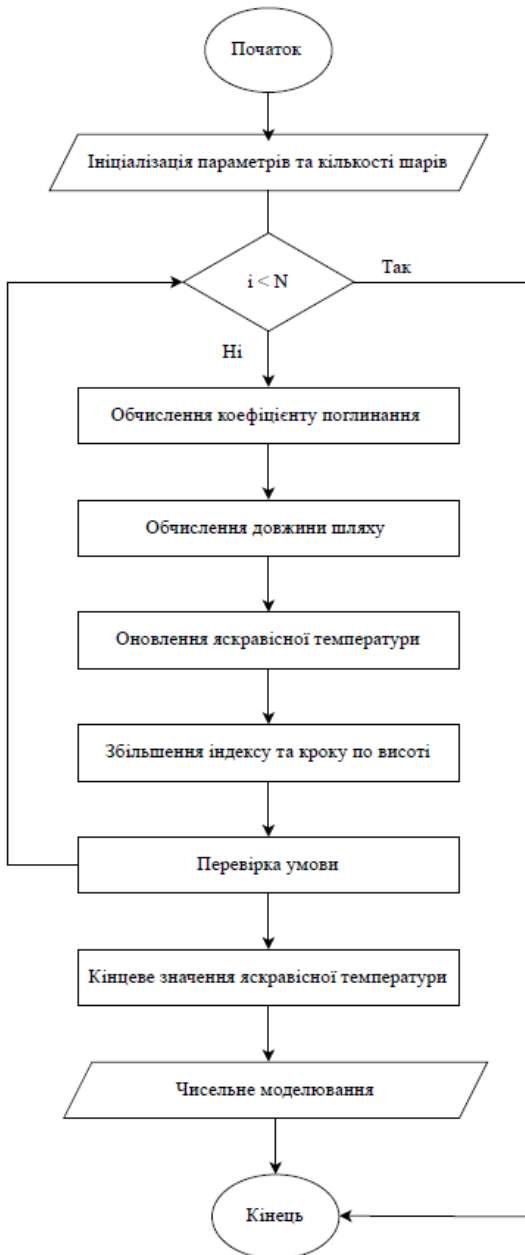 Початок
Ініціалізація параметрів та кількості шарів
i < N
Так
Ні
Обчислення коефіцієнту поглинання
Обчислення довжини шляху
Оновлення яскравісної температури
Збільшення індексу та кроку по висоті
Перевірка умови
Кінцеве значення яскравісної температури
Чисельне моделювання
Кінець